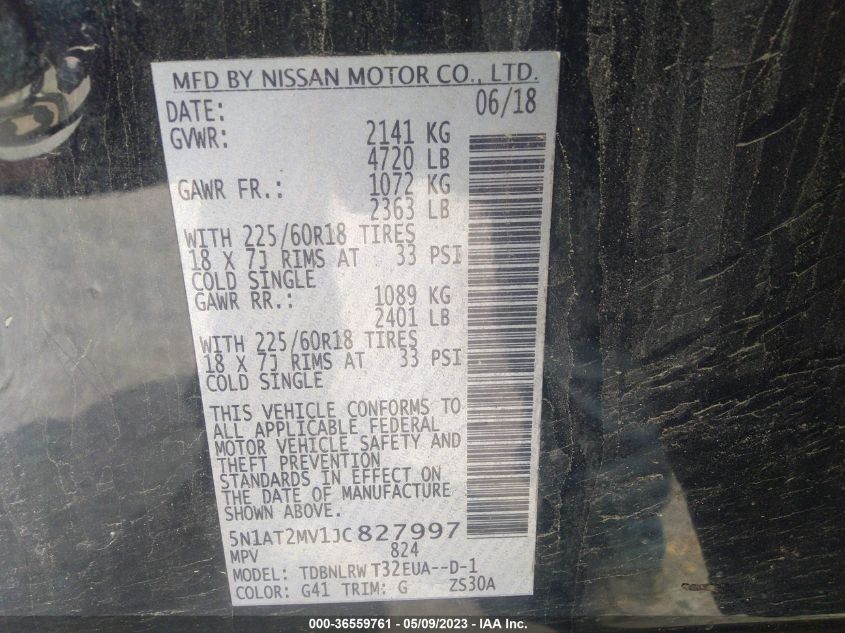 MFD BY NISSAN MOTOR CO., LTD.
DATE: 06/18
GVWR: 2141 KG
4720 LB
GAWR FR.: 1072 KG
2363 LB
WITH 225/60R18 TIRES
18 X 7J RIMS AT 33 PSI
COLD SINGLE
GAWR RR.: 1089 KG
2401 LB
WITH 225/60R18 TIRES
18 X 7J RIMS AT 33 PSI
COLD SINGLE
THIS VEHICLE CONFORMS TO
ALL APPLICABLE FEDERAL
MOTOR VEHICLE SAFETY AND
THEFT PREVENTION
STANDARDS IN EFFECT ON
THE DATE OF MANUFACTURE
SHOWN ABOVE.
5N1AT2MV1JC827997
MPV 824
MODEL: TDBNLRW T32EUA--D-1
COLOR: G41 TRIM: G ZS30A
000-36559761 - 05/09/2023 - IAA Inc.